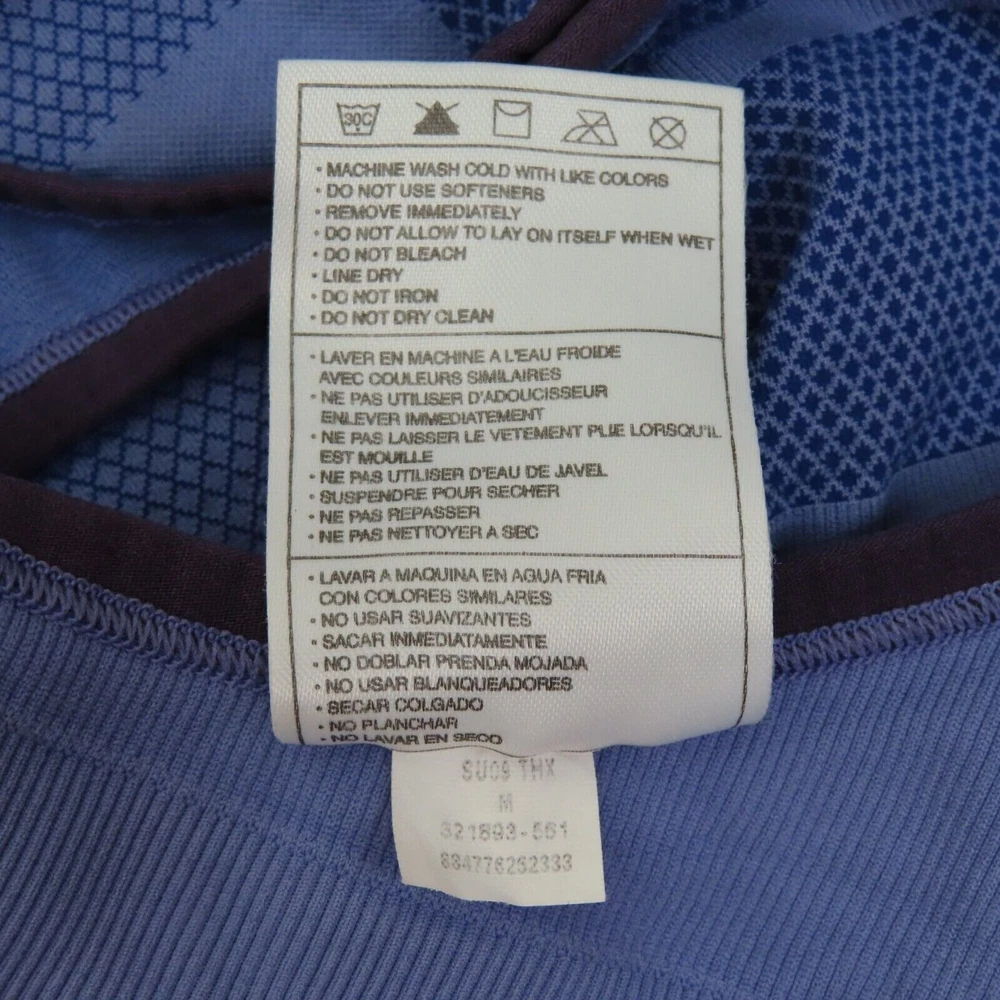 30C
• MACHINE WASH COLD WITH LIKE COLORS
• DO NOT USE SOFTENERS
• REMOVE IMMEDIATELY
• DO NOT ALLOW TO LAY ON ITSELF WHEN WET
• DO NOT BLEACH
• LINE DRY
• DO NOT IRON
• DO NOT DRY CLEAN
• LAVER EN MACHINE A L'EAU FROIDE
AVEC COULEURS SIMILAIRES
• NE PAS UTILISER D'ADOUCISSEUR
ENLEVER IMMEDIATEMENT
• NE PAS LAISSER LE VETEMENT PLIE LORSQU'IL
EST MOUILLE
• NE PAS UTILISER D'EAU DE JAVEL
• SUSPENDRE POUR SECHER
• NE PAS REPASSER
• NE PAS NETTOYER A SEC
• LAVAR A MAQUINA EN AGUA FRIA
CON COLORES SIMILARES
• NO USAR SUAVIZANTES
• SACAR INMEDIATAMENTE
• NO DOBLAR PRENDA MOJADA
• NO USAR BLANQUEADORES
• SECAR COLGADO
• NO PLANCHAR
• NO LAVAR EN SECO
SU09 THX
M
321893-551
884776252333